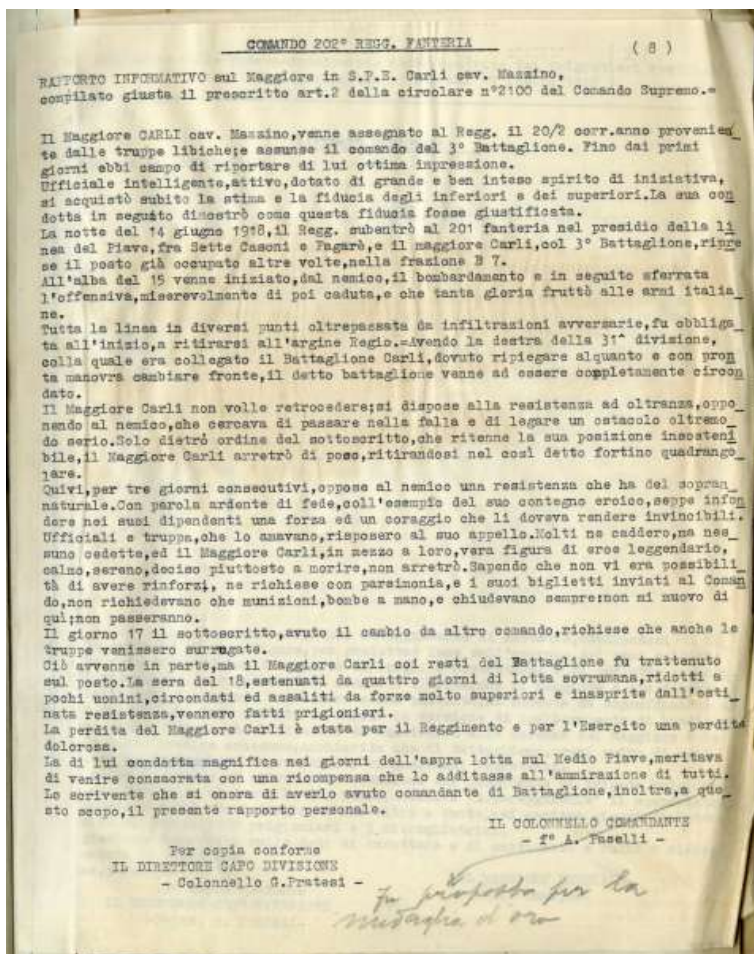 COMANDO 202° REGG. FANTERIA
( 8 )
RAPPORTO INFORMATIVO sul Maggiore in S.P.E. Carli cav. Mazzino,
compilato giusta il prescritto art.2 della circolare n°2100 del Comando Supremo.=
Il Maggiore CARLI cav. Mazzino,venne assegnato al Regg. il 20/2 corr.anno provenien_
te dalle truppe libiche;e assunse il comando del 3° Battaglione. Fino dai primi
giorni ebbi campo di riportare di lui ottima impressione.
Ufficiale intelligente,attivo,dotato di grande e ben inteso spirito di iniziativa,
si acquistò subito la stima e la fiducia degli inferiori e dei superiori.La sua con
dotta in seguito dimostrò come questa fiducia fosse giustificata.
La notte del 14 giugno 1918,il Regg. subentrò al 201 fanteria nel presidio della li
nea del Piave,fra Sette Casoni e Fagarè,e il maggiore Carli,col 3° Battaglione,ripre
se il posto già occupato altre volte,nella frazione B 7.
All'alba del 15 venne iniziato,dal nemico,il bombardamento e in seguito sferrata
l'offensiva,miserevolmente di poi caduta,e che tanta gloria fruttò alle armi italia_
ne.
Tutta la linea in diversi punti oltrepassata da infiltrazioni avversarie,fu obbliga_
ta all'inizio,a ritirarsi all'argine Regio.=Avendo la destra della 31^ divisione,
colla quale era collegato il Battaglione Carli,dovuto ripiegare alquanto e con pron
ta manovra cambiare fronte,il detto battaglione venne ad essere completamente circon
dato.
Il Maggiore Carli non volle retrocedere;si dispose alla resistenza ad oltranza,oppo_
nendo al nemico,che cercava di passare nella falla e di legare un ostacolo oltremo_
do serio.Solo dietrò ordine del sottoscritto,che ritenne la sua posizione insosteni_
bile,il Maggiore Carli arretrò di poco,ritirandosi nel così detto fortino quadrango_
lare.
Quivi,per tre giorni consecutivi,oppose al nemico una resistenza che ha del sopran_
naturale.Con parola ardente di fede,coll'esempio del suo contegno eroico,seppe infon
dere nei suoi dipendenti una forza ed un coraggio che li doveva rendere invincibili.
Ufficiali e truppa,che lo amavano,risposero al suo appello.Molti ne caddero,ma nes_
suno cedette,ed il Maggiore Carli,in mezzo a loro,vera figura di eroe leggendario,
calmo,sereno,deciso piuttosto a morire,non arretrò.Sapendo che non vi era possibili_
tà di avere rinforzi, ne richiese con parsimonia,e i suoi biglietti inviati al Coman
do,non richiedevano che munizioni,bombe a mano,e chiudevano sempre:non mi muovo di
qui;non passeranno.
Il giorno 17 il sottoscritto,avuto il cambio da altro comando,richiese che anche le
truppe venissero surrogate.
Ciò avvenne in parte,ma il Maggiore Carli coi resti del Battaglione fu trattenuto
sul posto.La sera del 18,estenuati da quattro giorni di lotta sovrumana,ridotti a
pochi uomini,circondati ed assaliti da forze molto superiori e inasprite dall'osti_
nata resistenza,vennero fatti prigionieri.
La perdita del Maggiore Carli è stata per il Reggimento e per l'Esercito una perdita
dolorosa.
La di lui condotta magnifica nei giorni dell'aspra lotta sul Medio Piave,meritava
di venire consacrata con una ricompensa che lo additasse all'ammirazione di tutti.
Lo scrivente che si onora di averlo avuto comandante di Battaglione,inoltra,a que_
sto scopo,il presente rapporto personale.
IL COLONNELLO COMANDANTE
- f° A. Paselli -
Per copia conforme
IL DIRETTORE CAPO DIVISIONE
- Colonnello G.Pratesi -
Fu proposto per la
medaglia d'oro